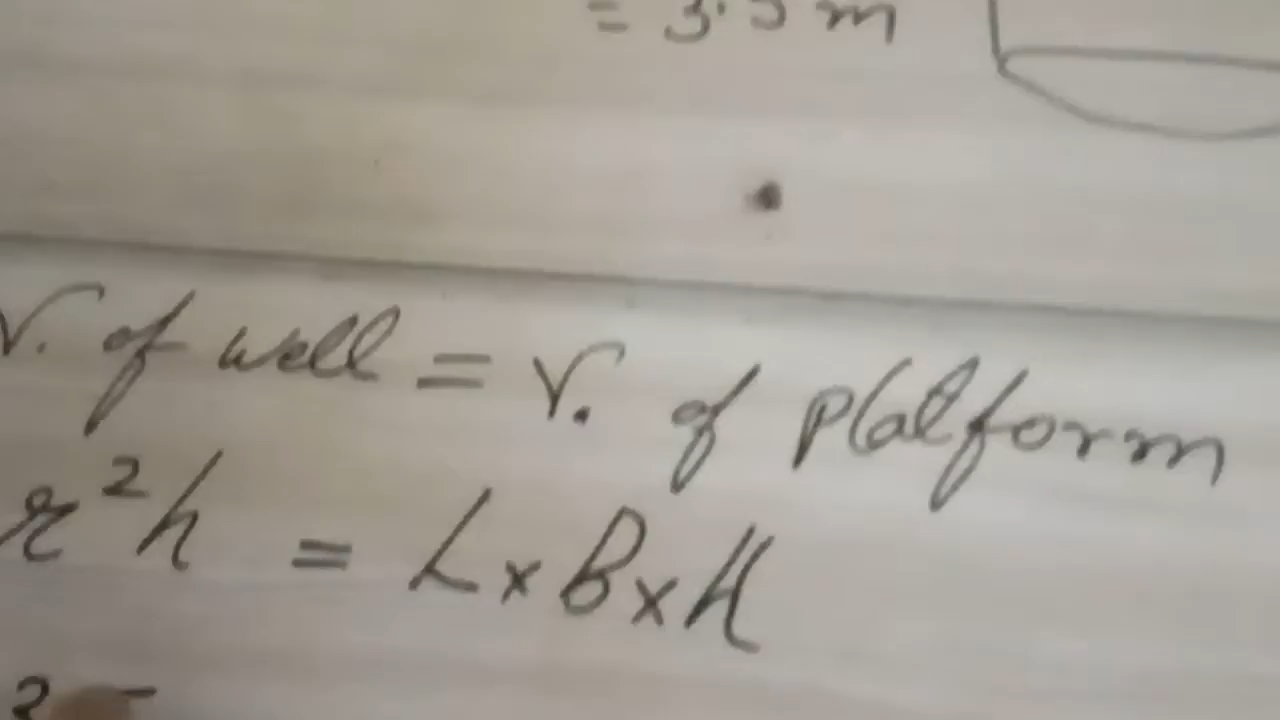 = 3.5 m
V. of well = V. of platform
r²h = L×B×H